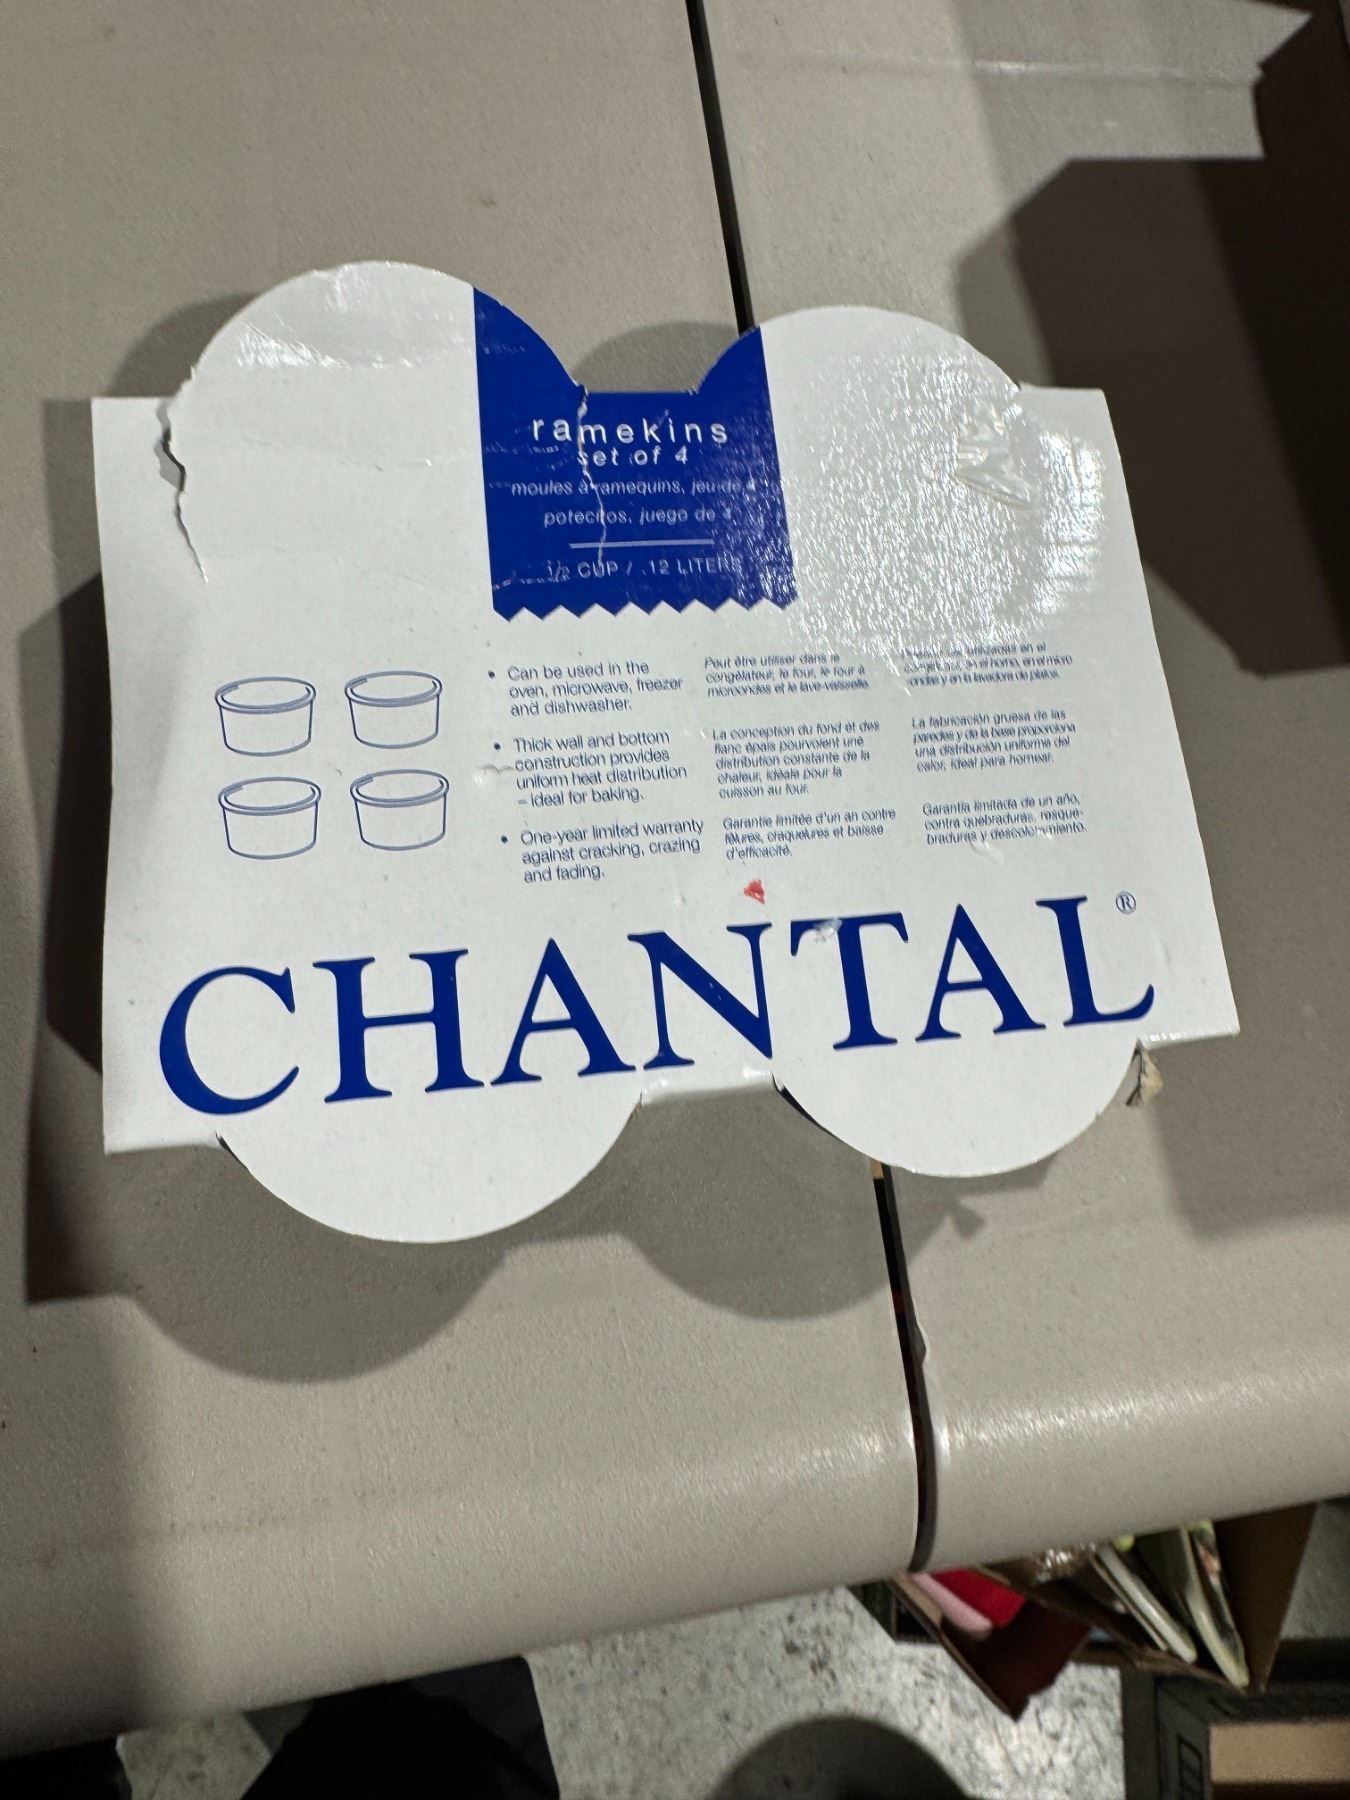 ramekins
set of 4
moules à ramequins, jeu de 4
potecitos, juego de 4
1/2 CUP / .12 LITERS
• Can be used in the
oven, microwave, freezer
and dishwasher.
• Thick wall and bottom
construction provides
uniform heat distribution
– ideal for baking.
• One-year limited warranty
against cracking, crazing
and fading.
Peut être utiliser dans le
congélateur, le four, le four à
microondes et le lave-vaisselle.
La conception du fond et des
flanc épais pourvoient une
distribution constante de la
chaleur, idéale pour la
cuisson au four.
Garantie limitée d'un an contre
fêlures, craquelures et baisse
d'efficacité.
utilizadas en el
en el horno, en el micro
-ondas y en la lavadora de platos.
La fabricación gruesa de las
paredes y de la base proporciona
una distribución uniforme del
calor, ideal para hornear.
Garantía limitada de un año,
contra quebraduras, resque-
braduras y descoloramiento.
CHANTAL®